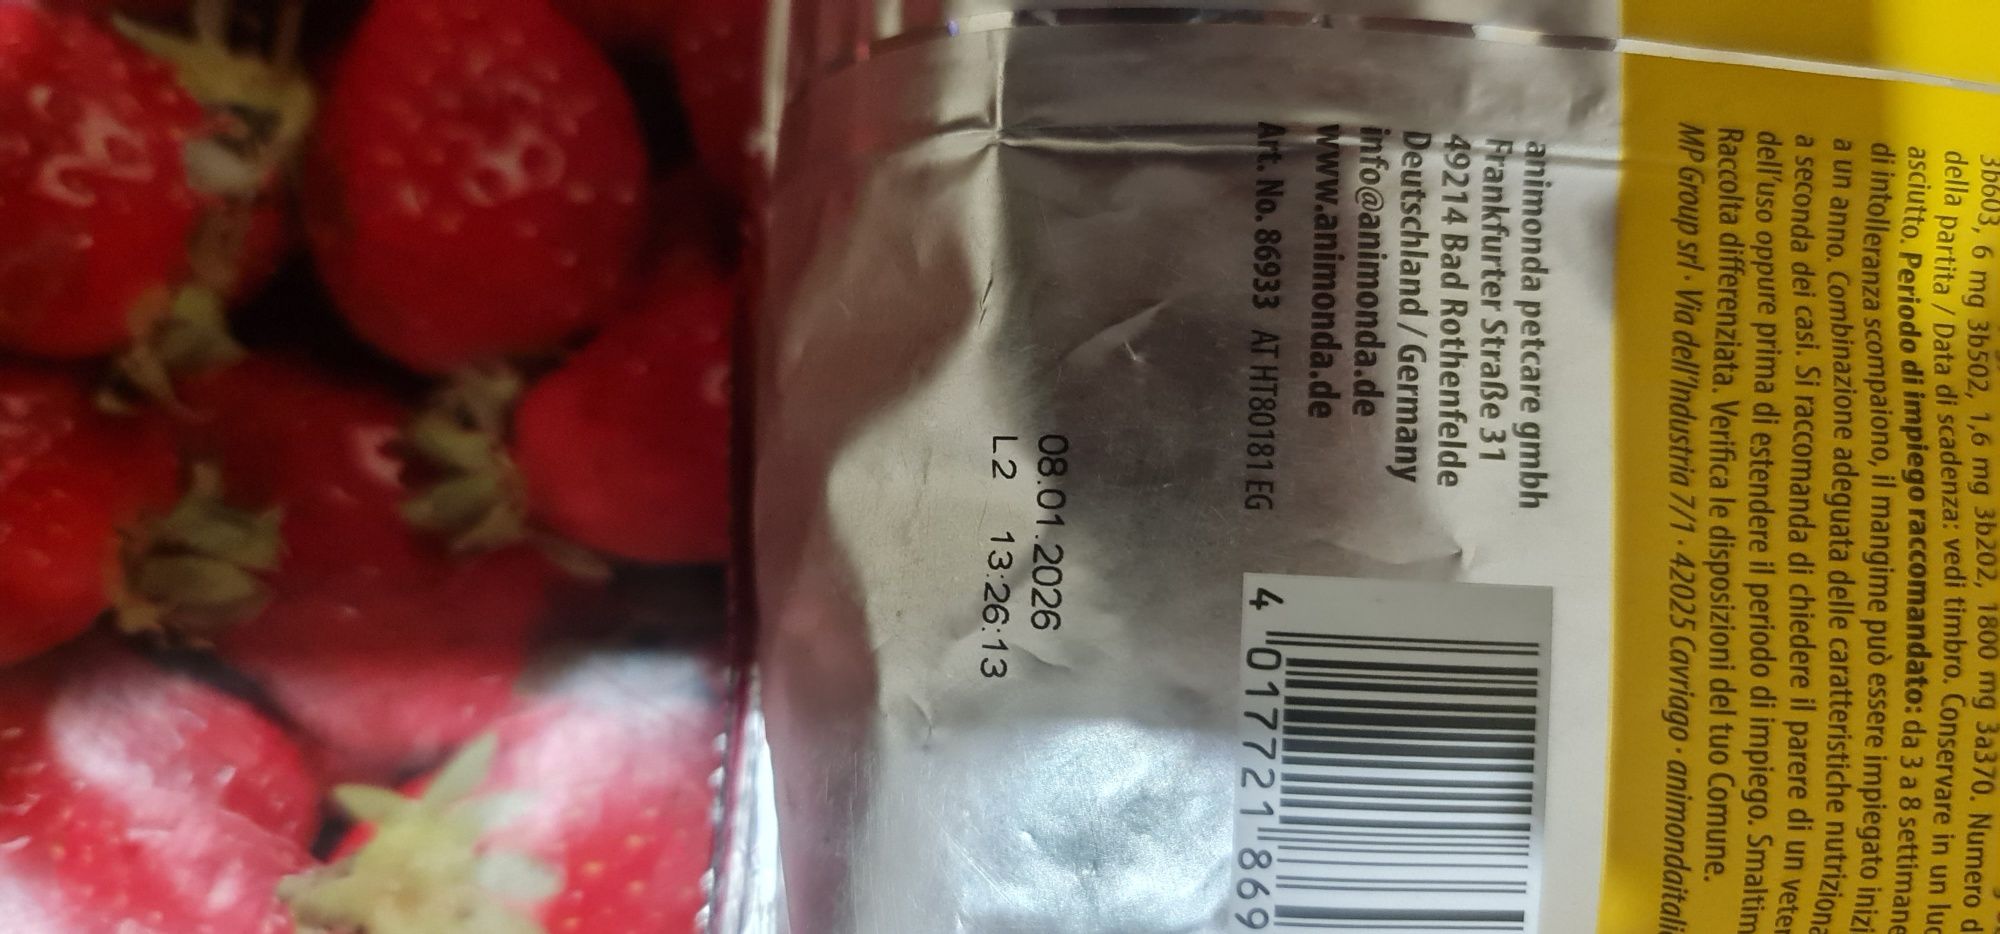 3b603, 6 mg 3b502, 1,6 mg 3b202, 1800 mg 3a370. Numero d
della partita / Data di scadenza: vedi timbro. Conservare in un luo
asciutto. Periodo di impiego raccomandato: da 3 a 8 settimane
di intolleranza scompaiono, il mangime può essere impiegato inizi
a un anno. Combinazione adeguata delle caratteristiche nutriziona
a seconda dei casi. Si raccomanda di chiedere il parere di un veter
dell'uso oppure prima di estendere il periodo di impiego. Smaltim
Raccolta differenziata. Verifica le disposizioni del tuo Comune.
MP Group srl · Via dell'Industria 7/1 · 42025 Cavriago · animondaitali
animonda petcare gmbh
Frankfurter Straße 31
49214 Bad Rothenfelde
Deutschland / Germany
info@animonda.de
www.animonda.de
Art. No. 86933 AT HT80181 EG
4 017721 869
08.01.2026
L2 13:26:13